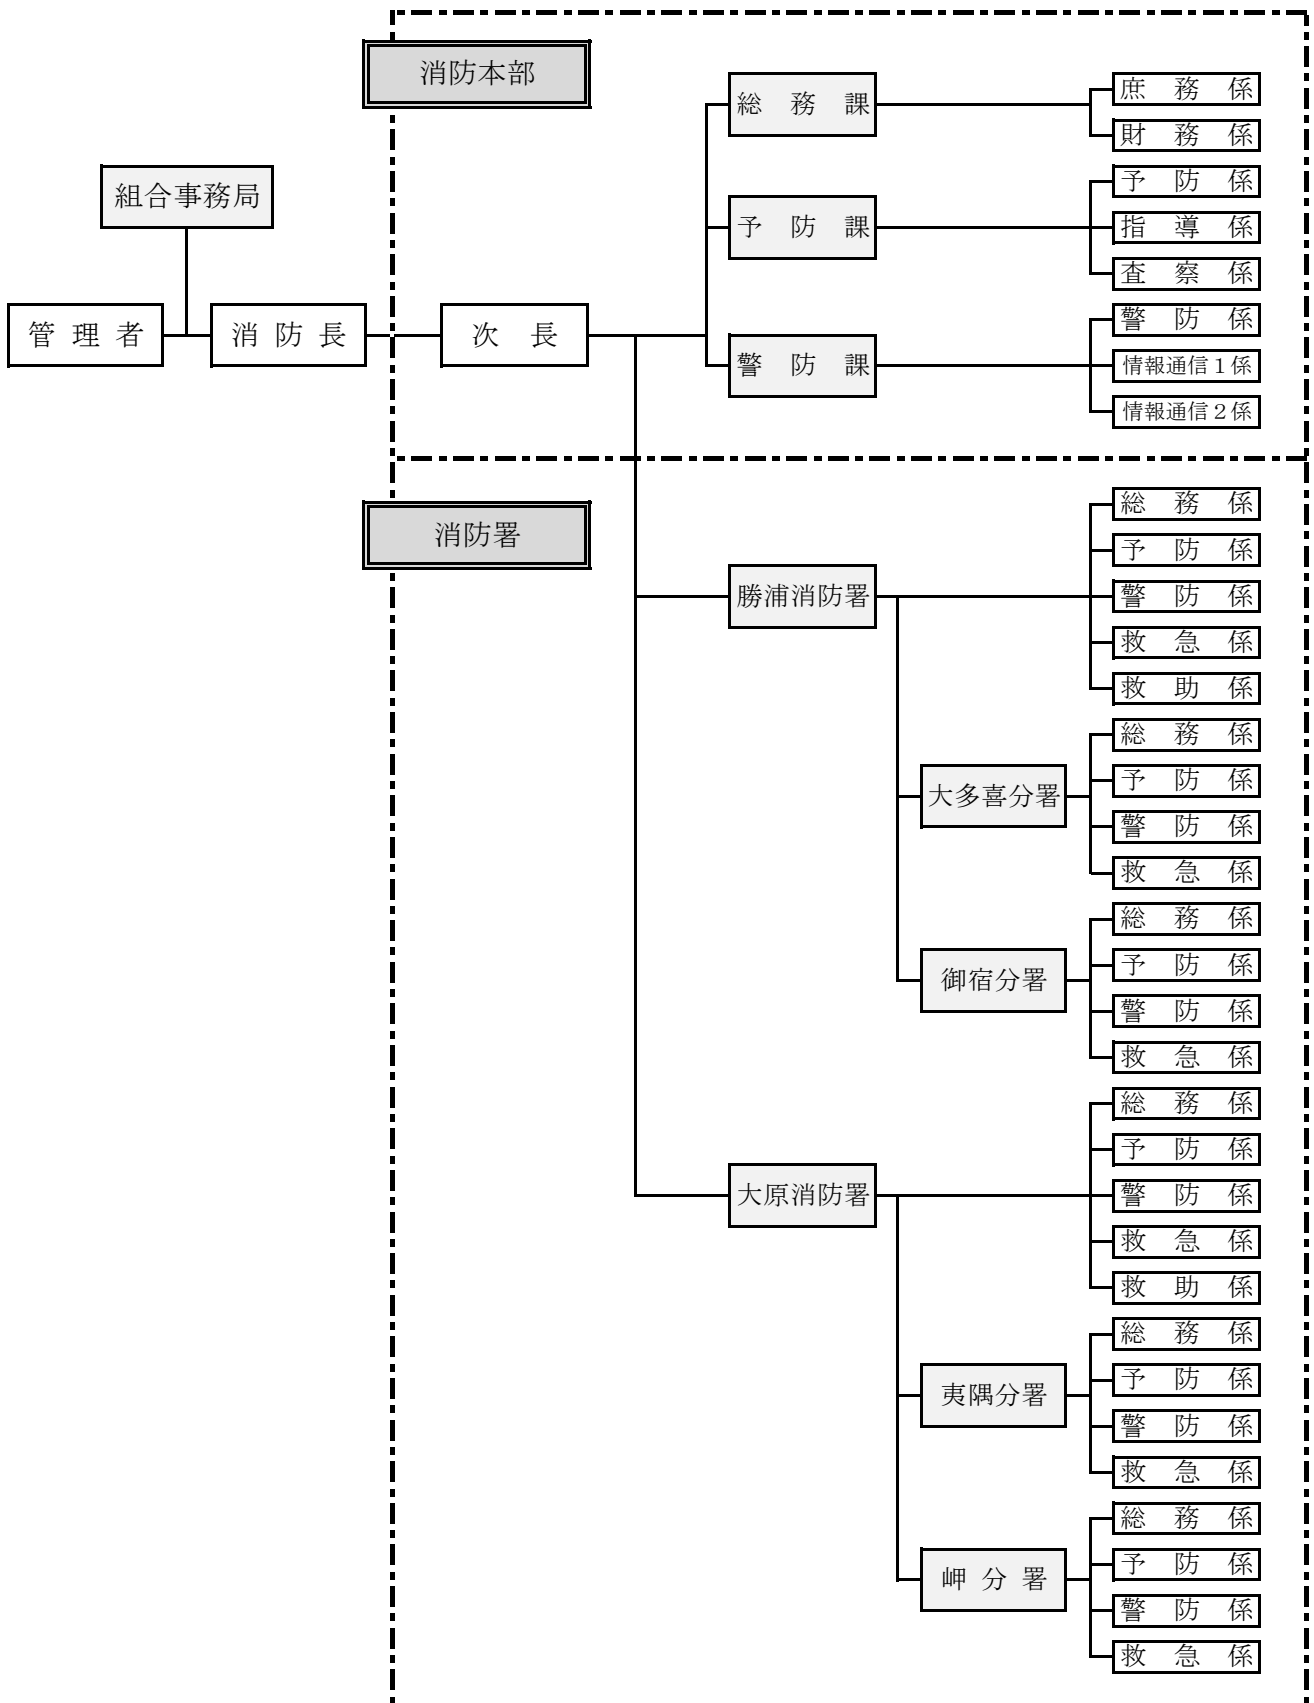 消防本部
総務課
庶務係
財務係
組合事務局
予防課
予防係
指導係
査察係
管理者
消防長
次長
警防課
警防係
情報通信１係
情報通信２係
消防署
勝浦消防署
総務係
予防係
警防係
救急係
救助係
大多喜分署
総務係
予防係
警防係
救急係
御宿分署
総務係
予防係
警防係
救急係
大原消防署
総務係
予防係
警防係
救急係
救助係
夷隅分署
総務係
予防係
警防係
救急係
岬分署
総務係
予防係
警防係
救急係